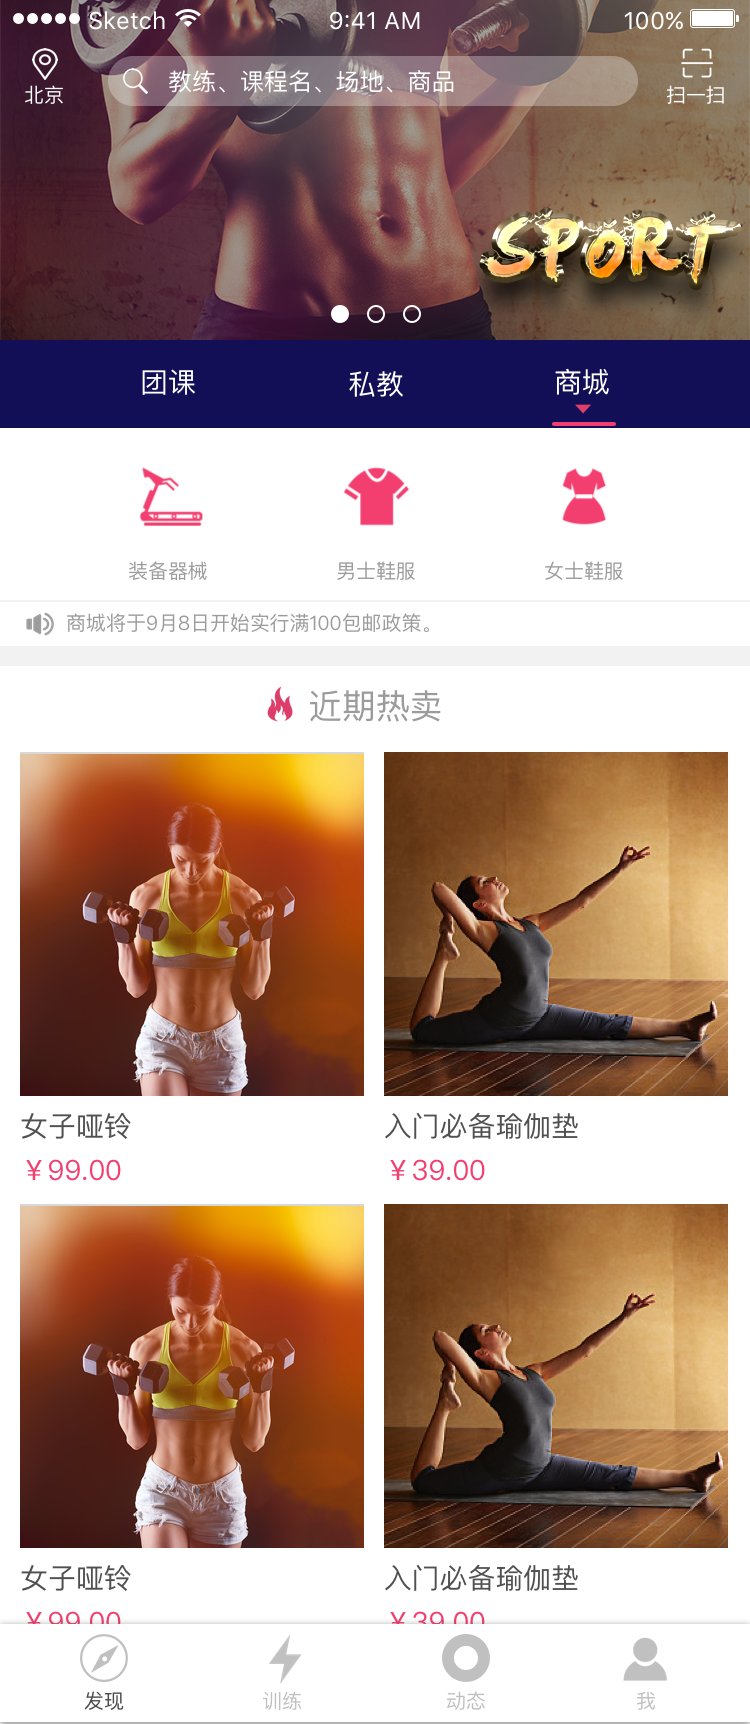 Sketch 9:41 AM 100%
北京 教练、课程名、场地、商品 扫一扫
SPORT
团课 私教 商城
装备器械 男士鞋服 女士鞋服
商城将于9月8日开始实行满100包邮政策。
近期热卖
女子哑铃 入门必备瑜伽垫
￥99.00 ￥39.00
女子哑铃 入门必备瑜伽垫
￥99.00 ￥39.00
发现 训练 动态 我